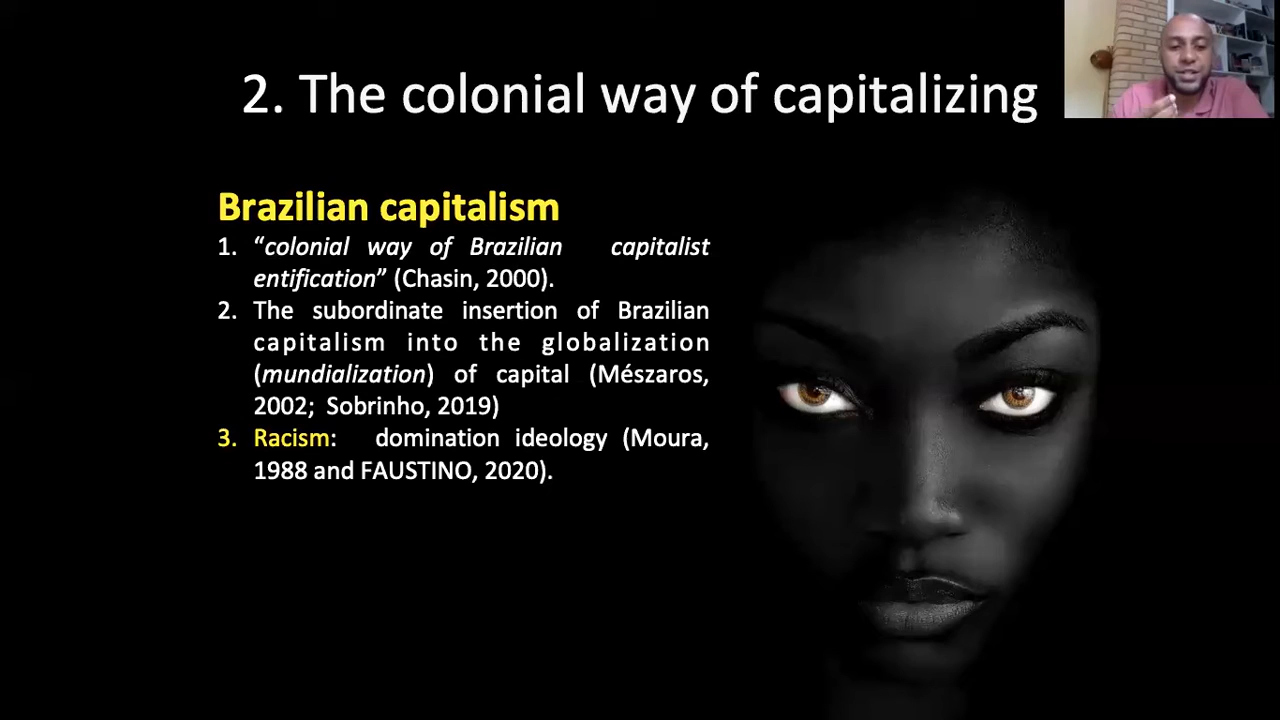 2. The colonial way of capitalizing
Brazilian capitalism
1. “colonial way of Brazilian capitalist
entification” (Chasin, 2000).
2. The subordinate insertion of Brazilian
capitalism into the globalization
(mundialization) of capital (Mészaros,
2002; Sobrinho, 2019)
3. Racism: domination ideology (Moura,
1988 and FAUSTINO, 2020).